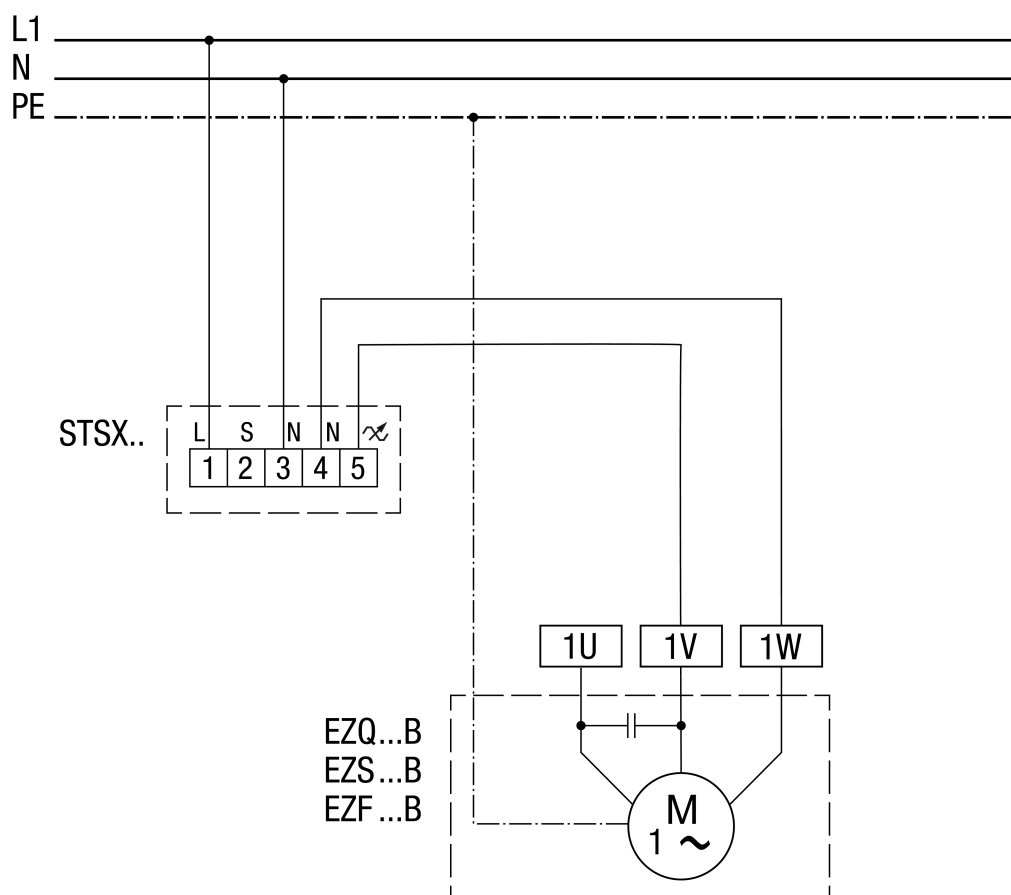 L1
N
PE
STSX..
L S N N
1 2 3 4 5
1U 1V 1W
EZQ...B
EZS...B
EZF...B
M
1 ~